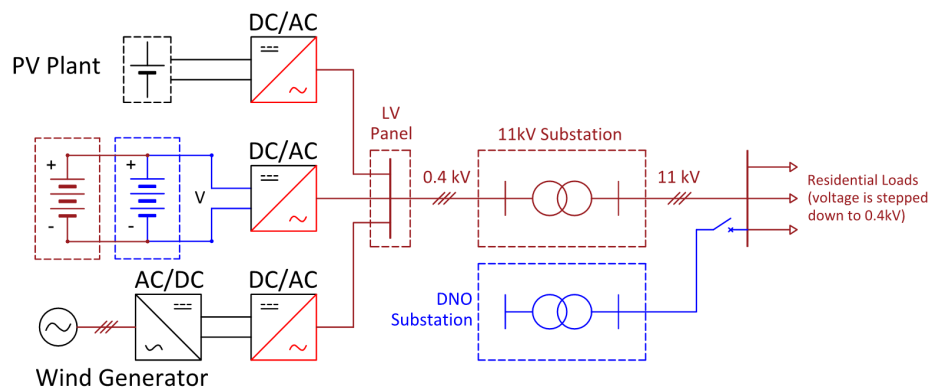 DC/AC
PV Plant
LV
Panel
11kV Substation
DC/AC
+
+
V
-
-
0.4 kV
11 kV
Residential Loads
(voltage is stepped
down to 0.4kV)
AC/DC
DC/AC
DNO
Substation
Wind Generator